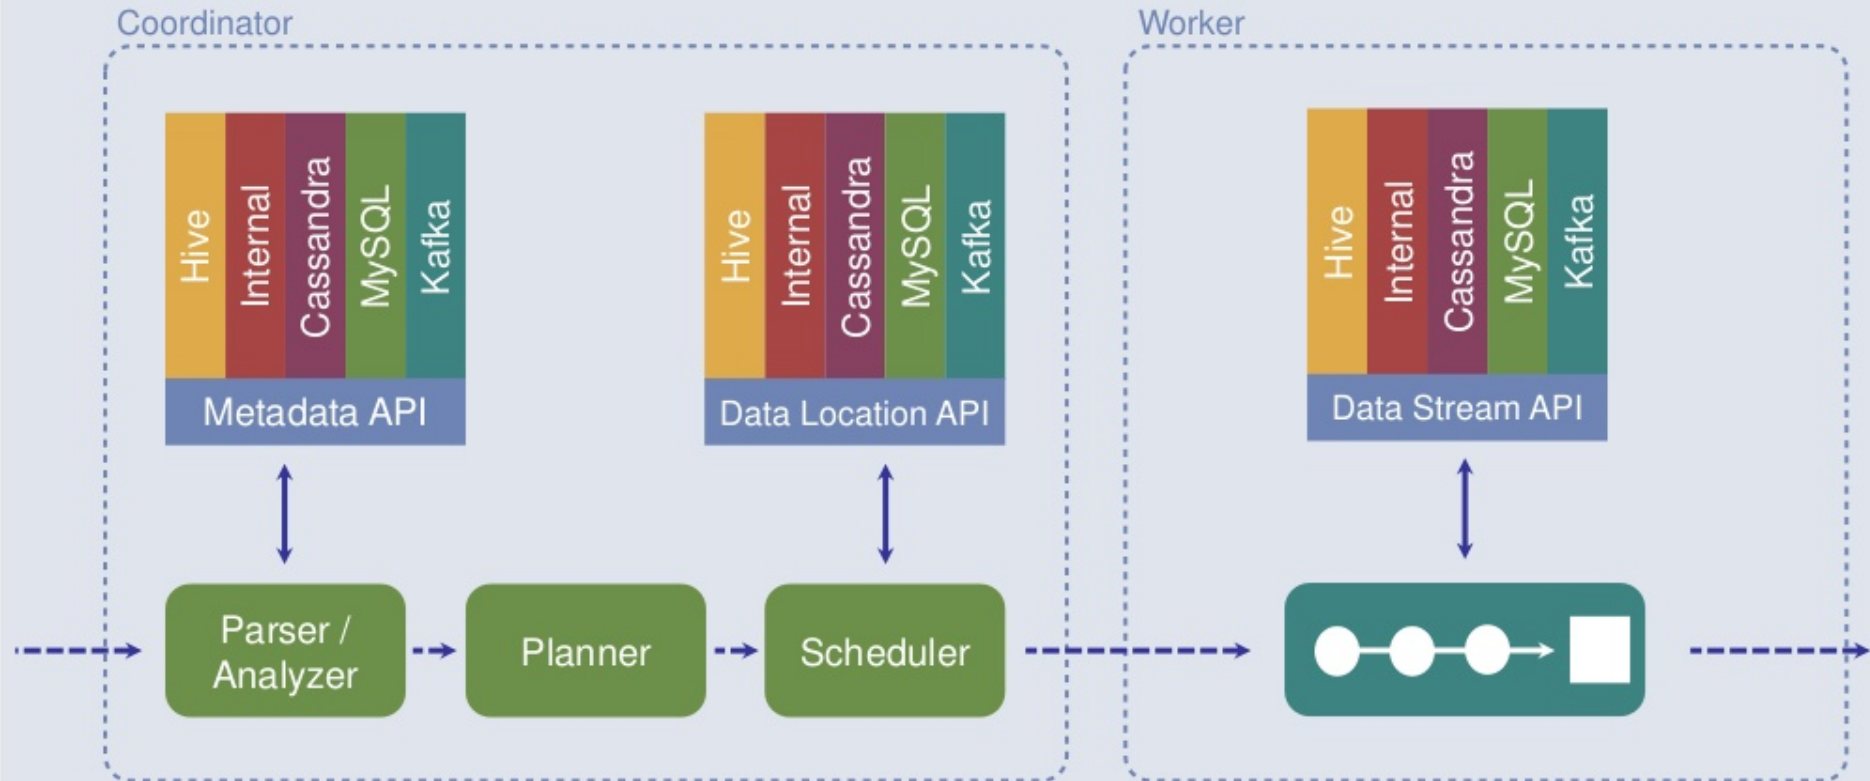 Coordinator
Worker
Hive
Internal
Cassandra
MySQL
Kafka
Metadata API
Hive
Internal
Cassandra
MySQL
Kafka
Data Location API
Hive
Internal
Cassandra
MySQL
Kafka
Data Stream API
Parser /
Analyzer
Planner
Scheduler